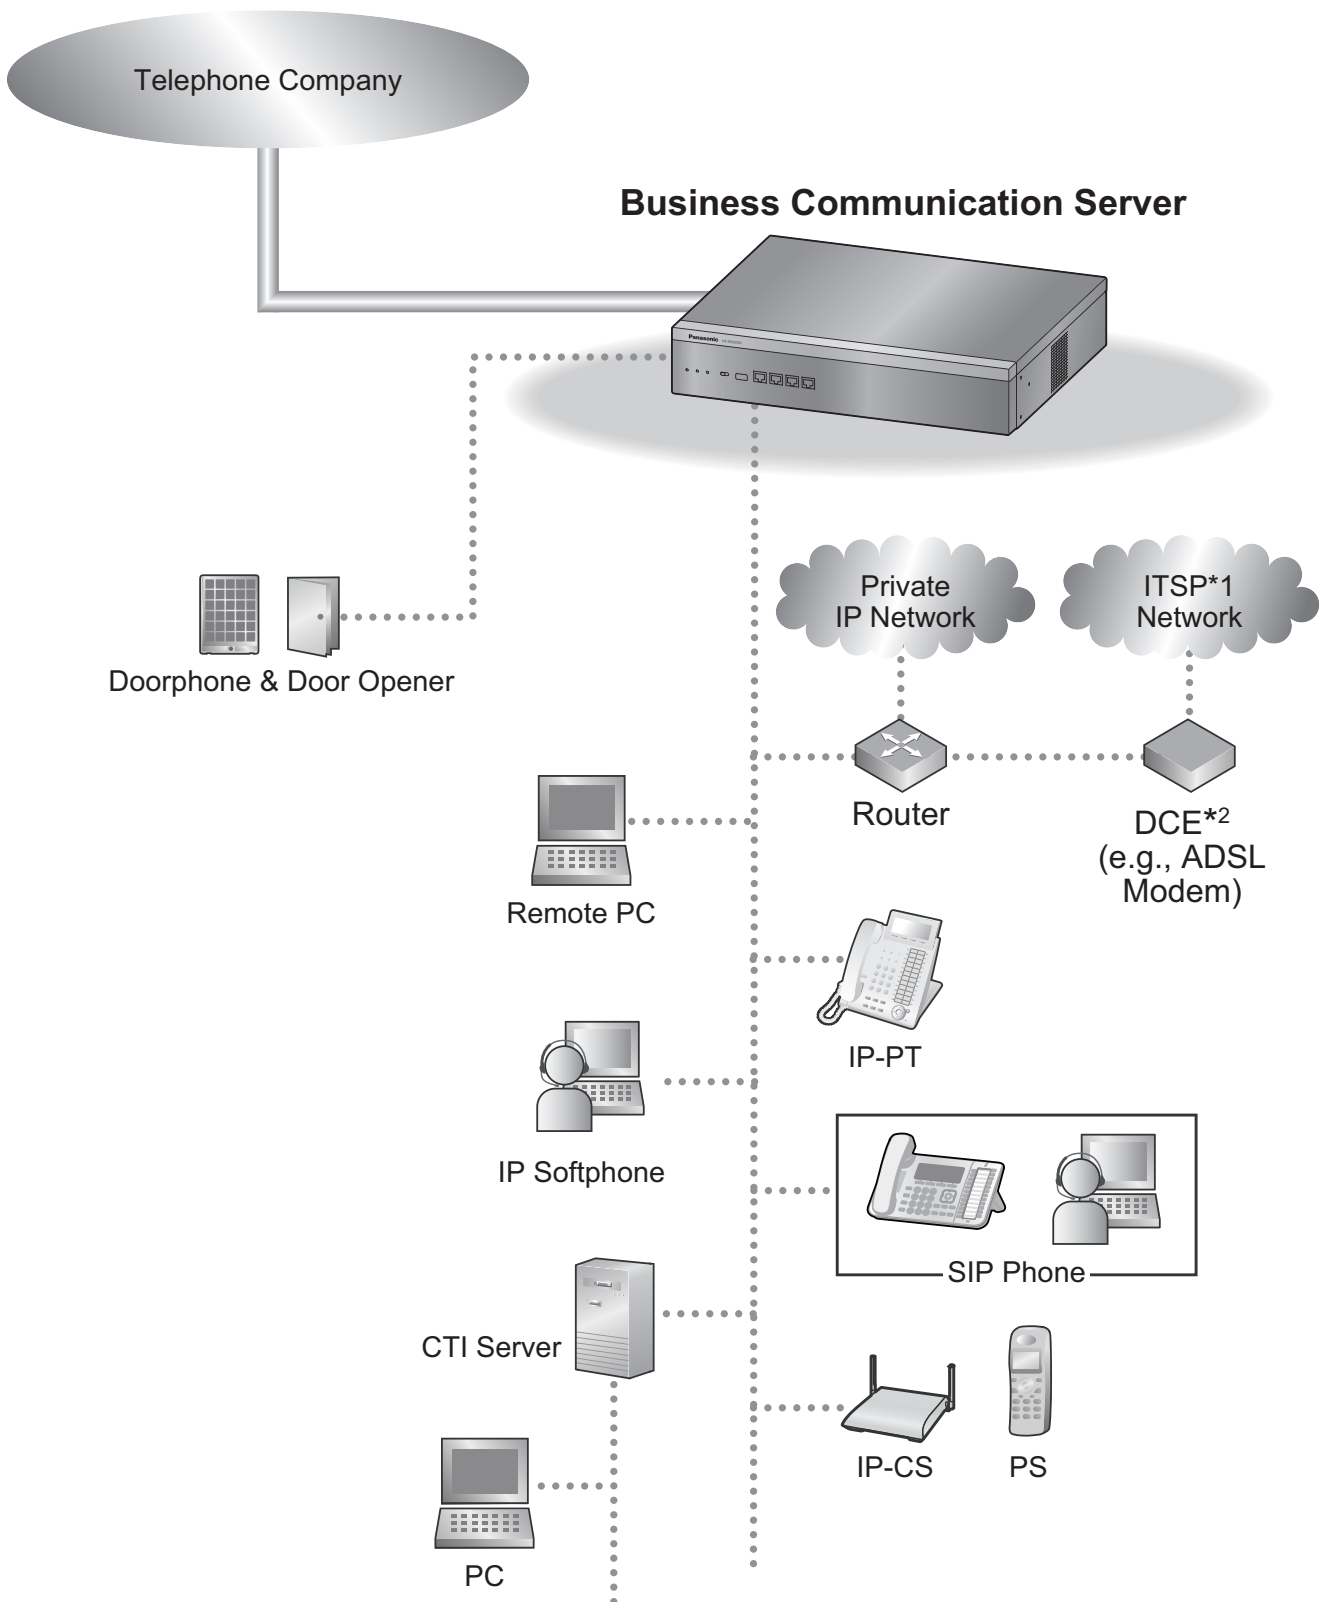 Telephone Company
Business Communication Server
Panasonic
Private
IP Network
ITSP*1
Network
Doorphone & Door Opener
Router
DCE*2
(e.g., ADSL
Modem)
Remote PC
IP-PT
IP Softphone
SIP Phone
CTI Server
IP-CS
PS
PC